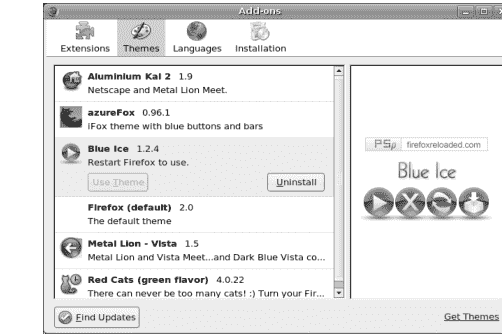 Add-ons
Extensions Themes Languages Installation
Aluminium Kai 2 1.9
Netscape and Metal Lion Meet.
azureFox 0.96.1
iFox theme with blue buttons and bars
Blue Ice 1.2.4
Restart Firefox to use.
Use Theme Uninstall
Firefox (default) 2.0
The default theme
Metal Lion - Vista 1.5
Metal Lion and Vista Meet...and Dark Blue Vista co...
Red Cats (green flavor) 4.0.22
There can never be too many cats! :) Turn your Fir...
firefoxreloaded.com
Blue Ice
Find Updates Get Themes